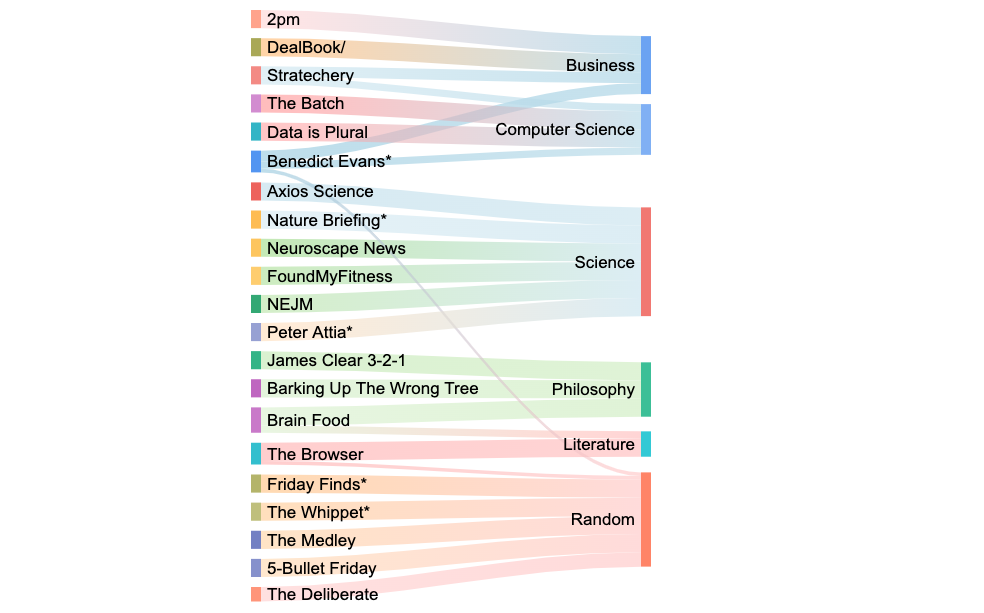 2pm
DealBook/
Stratechery
The Batch
Data is Plural
Benedict Evans*
Axios Science
Nature Briefing*
Neuroscape News
FoundMyFitness
NEJM
Peter Attia*
James Clear 3-2-1
Barking Up The Wrong Tree
Brain Food
The Browser
Friday Finds*
The Whippet*
The Medley
5-Bullet Friday
The Deliberate
Business
Computer Science
Science
Philosophy
Literature
Random